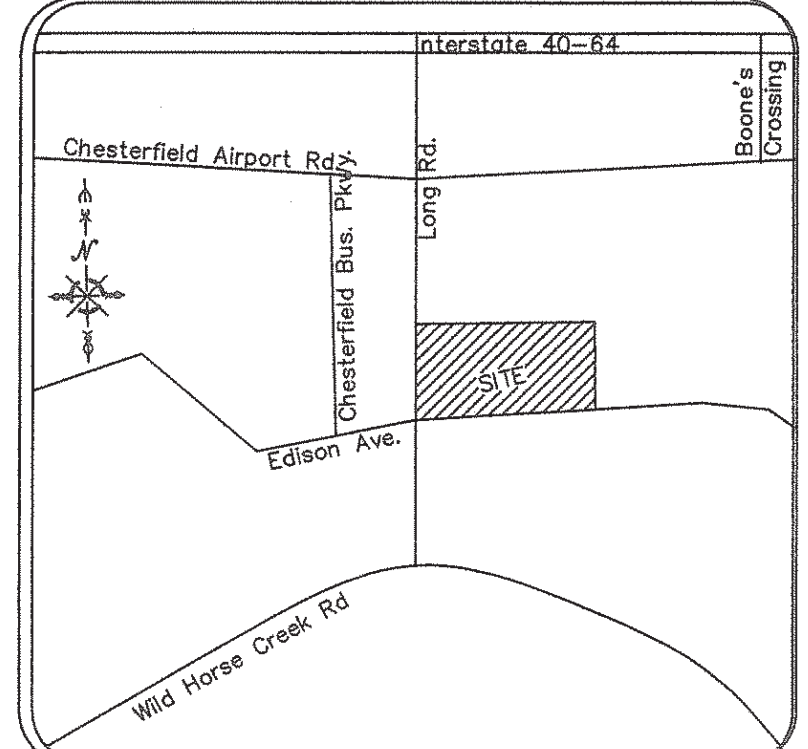 nterstate 40-64
Boone's
Crossing
Chesterfield Airport Rd.
Chesterfield Bus. Pkwy.
Long Rd.
N
SITE
Edison Ave.
Wild Horse Creek Rd